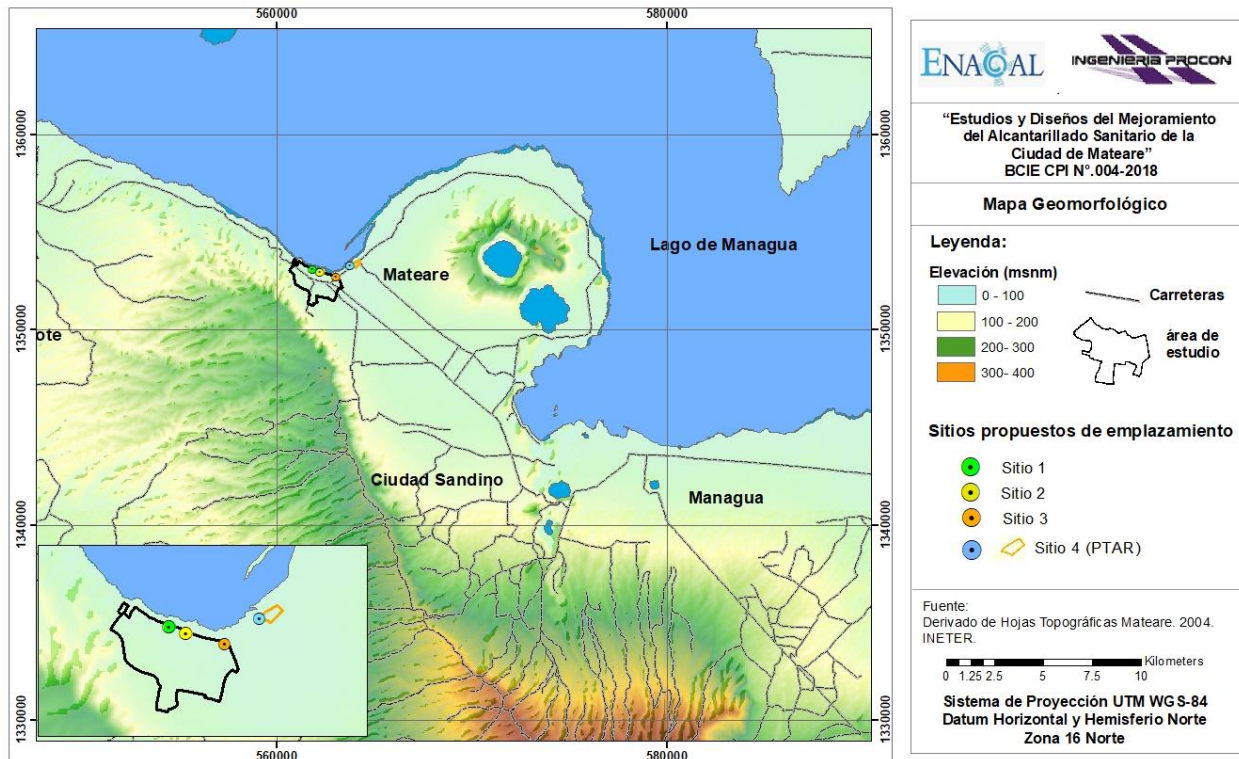 560000
580000
1360000
1360000
Lago de Managua
Mateare
1350000
ote
1350000
Ciudad Sandino
Managua
1340000
1340000
1330000
1330000
560000
580000
ENACAL
INGENIERIA PROCON
“Estudios y Diseños del Mejoramiento
del Alcantarillado Sanitario de la
Ciudad de Mateare”
BCIE CPI N°.004-2018
Mapa Geomorfológico
Leyenda:
Elevación (msnm)
0 - 100
100 - 200
200- 300
300- 400
Carreteras
área de
estudio
Sitios propuestos de emplazamiento
Sitio 1
Sitio 2
Sitio 3
Sitio 4 (PTAR)
Fuente:
Derivado de Hojas Topográficas Mateare. 2004.
INETER.
Kilometers
0 1.25 2.5 5 7.5 10
Sistema de Proyección UTM WGS-84
Datum Horizontal y Hemisferio Norte
Zona 16 Norte